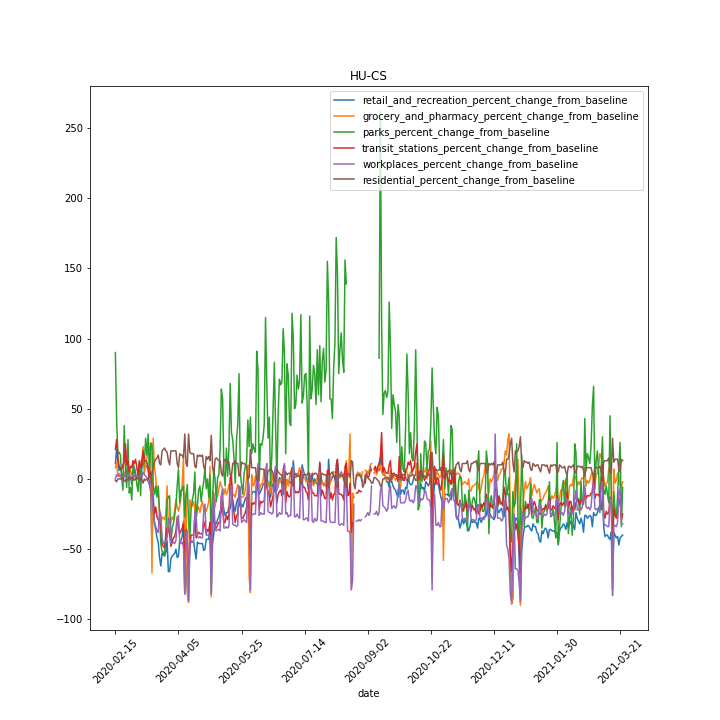 HU-CS
retail_and_recreation_percent_change_from_baseline
grocery_and_pharmacy_percent_change_from_baseline
parks_percent_change_from_baseline
transit_stations_percent_change_from_baseline
workplaces_percent_change_from_baseline
residential_percent_change_from_baseline
250
200
150
100
50
0
−50
−100
2020-02-15
2020-04-05
2020-05-25
2020-07-14
2020-09-02
2020-10-22
2020-12-11
2021-01-30
2021-03-21
date